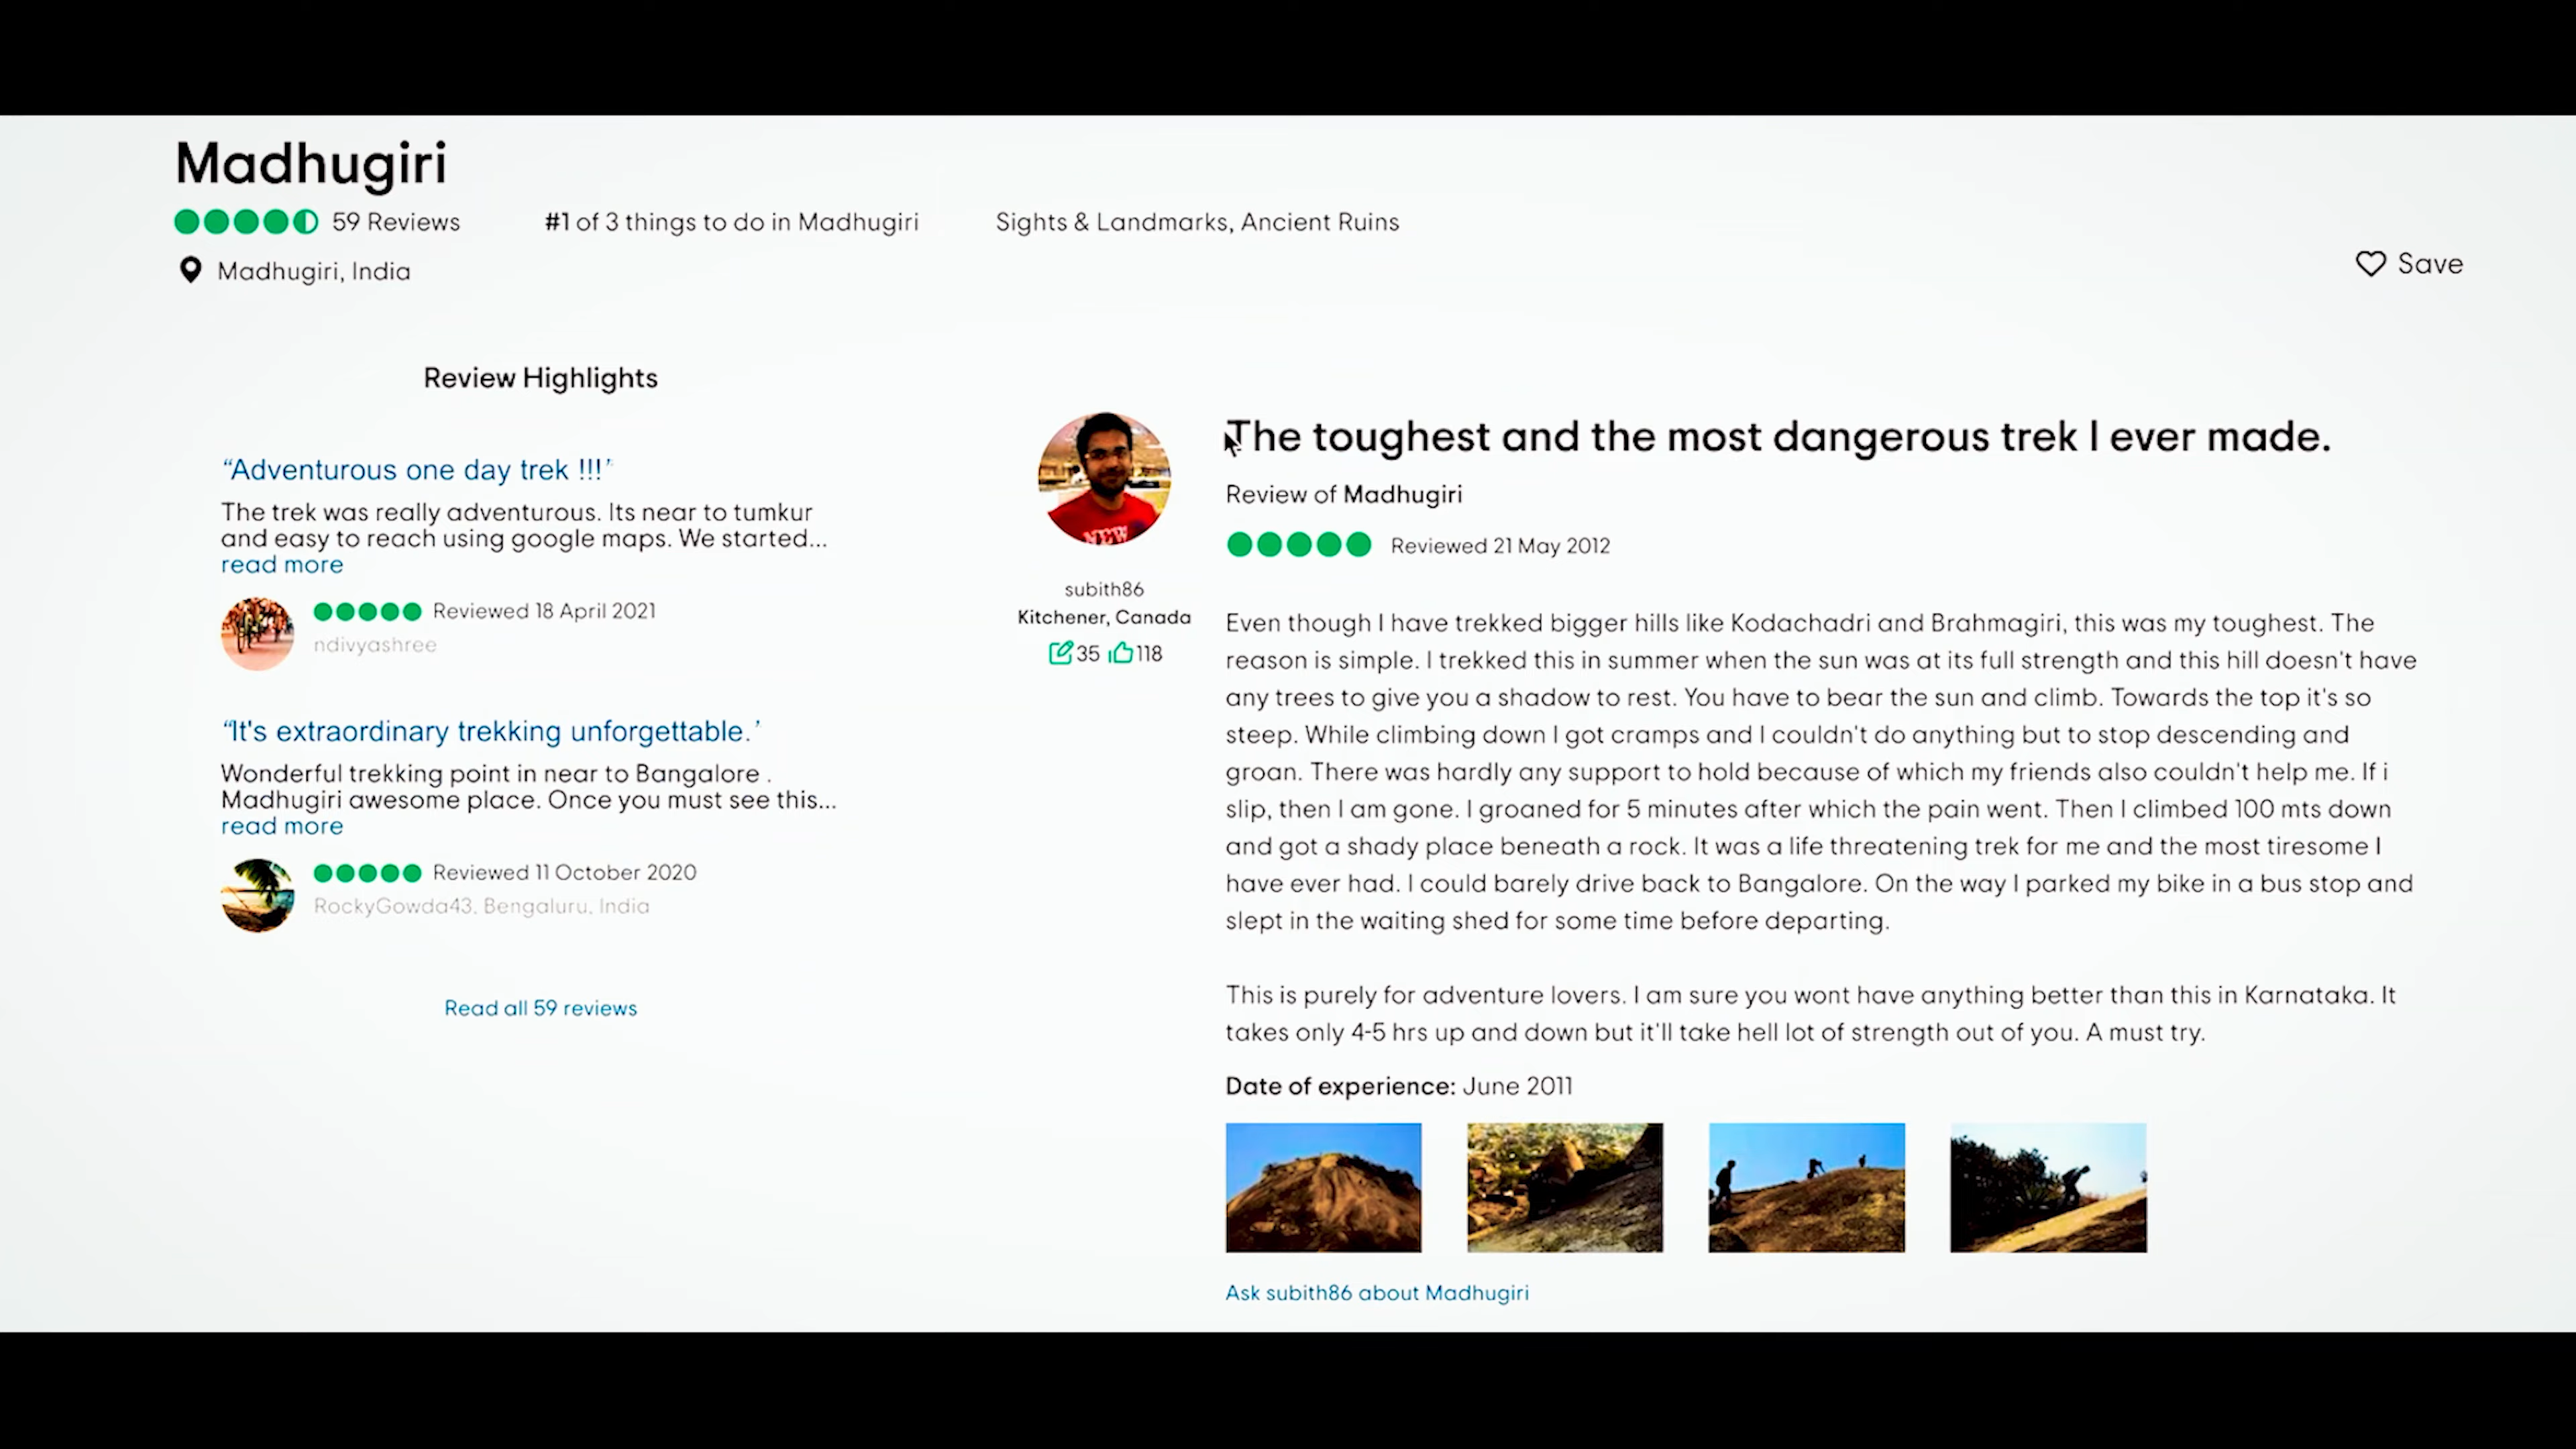 Madhugiri
59 Reviews
#1 of 3 things to do in Madhugiri
Sights & Landmarks, Ancient Ruins
Madhugiri, India
Save
Review Highlights
“Adventurous one day trek !!!”
The trek was really adventurous. Its near to tumkur
and easy to reach using google maps. We started...
read more
Reviewed 18 April 2021
ndivyashree
“It's extraordinary trekking unforgettable.’
Wonderful trekking point in near to Bangalore .
Madhugiri awesome place. Once you must see this...
read more
Reviewed 11 October 2020
RockyGowda43, Bengaluru, India
Read all 59 reviews
NEW
subith86
Kitchener, Canada
35 118
The toughest and the most dangerous trek I ever made.
Review of Madhugiri
Reviewed 21 May 2012
Even though I have trekked bigger hills like Kodachadri and Brahmagiri, this was my toughest. The
reason is simple. I trekked this in summer when the sun was at its full strength and this hill doesn't have
any trees to give you a shadow to rest. You have to bear the sun and climb. Towards the top it's so
steep. While climbing down I got cramps and I couldn't do anything but to stop descending and
groan. There was hardly any support to hold because of which my friends also couldn't help me. If i
slip, then I am gone. I groaned for 5 minutes after which the pain went. Then I climbed 100 mts down
and got a shady place beneath a rock. It was a life threatening trek for me and the most tiresome I
have ever had. I could barely drive back to Bangalore. On the way I parked my bike in a bus stop and
slept in the waiting shed for some time before departing.
This is purely for adventure lovers. I am sure you wont have anything better than this in Karnataka. It
takes only 4-5 hrs up and down but it'll take hell lot of strength out of you. A must try.
Date of experience: June 2011
Ask subith86 about Madhugiri